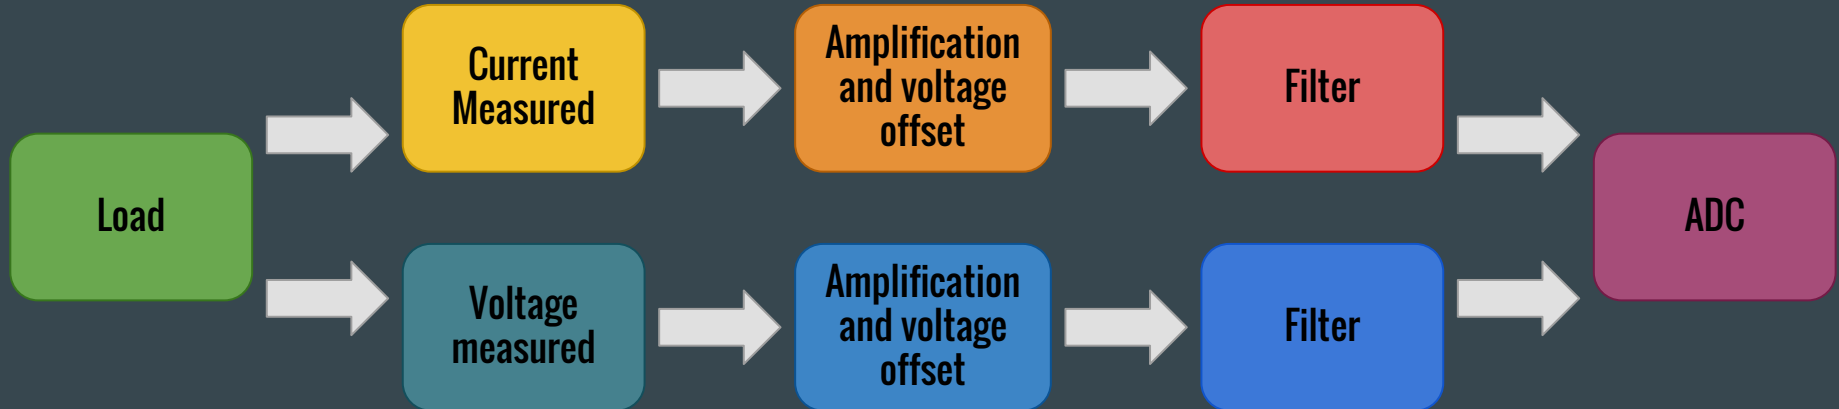 Load
Current
Measured
Amplification
and voltage
offset
Filter
Voltage
measured
Amplification
and voltage
offset
Filter
ADC